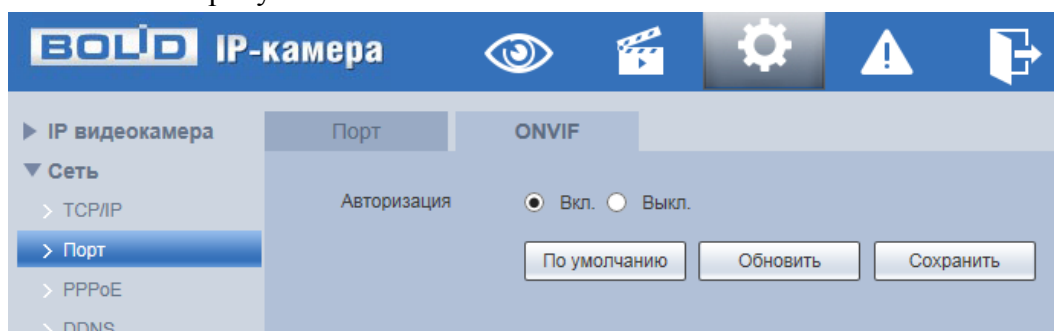 BOLID IP-камера
IP видеокамера
Сеть
TCP/IP
Порт
PPPoE
DDNS
Порт ONVIF
Авторизация Вкл. Выкл.
По умолчанию Обновить Сохранить